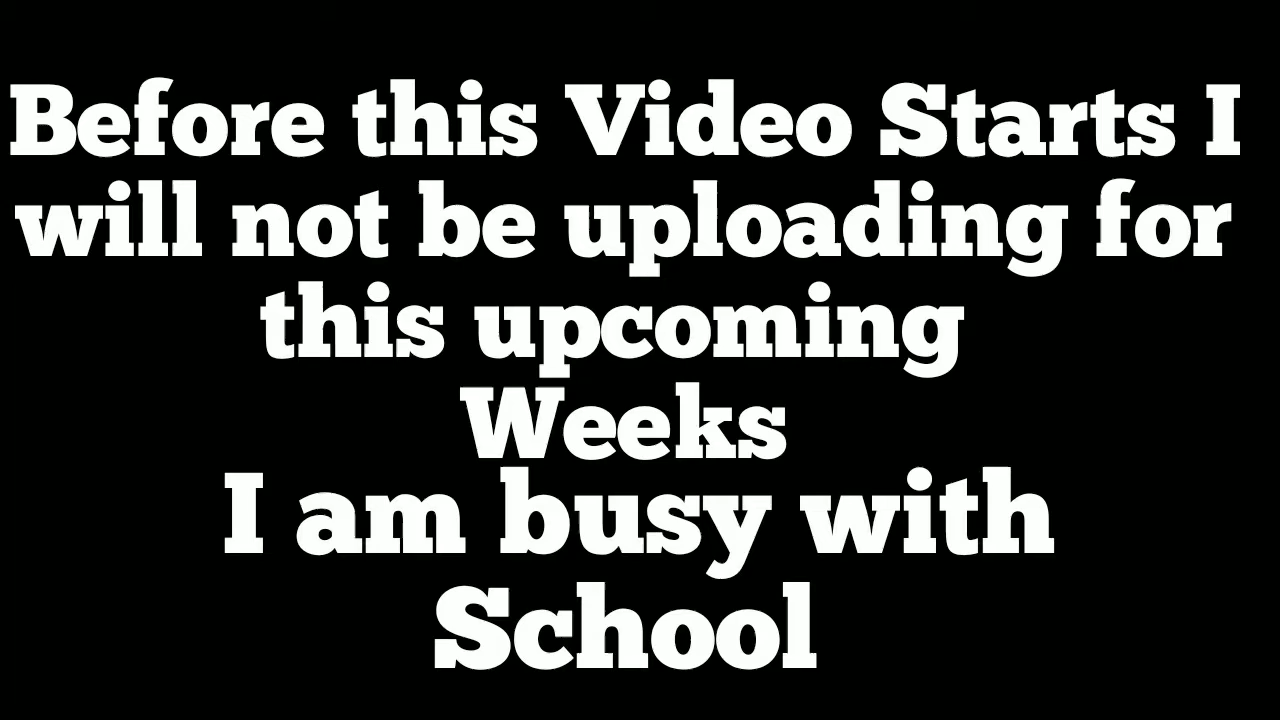 Before this Video Starts I
will not be uploading for
this upcoming
Weeks
I am busy with
School